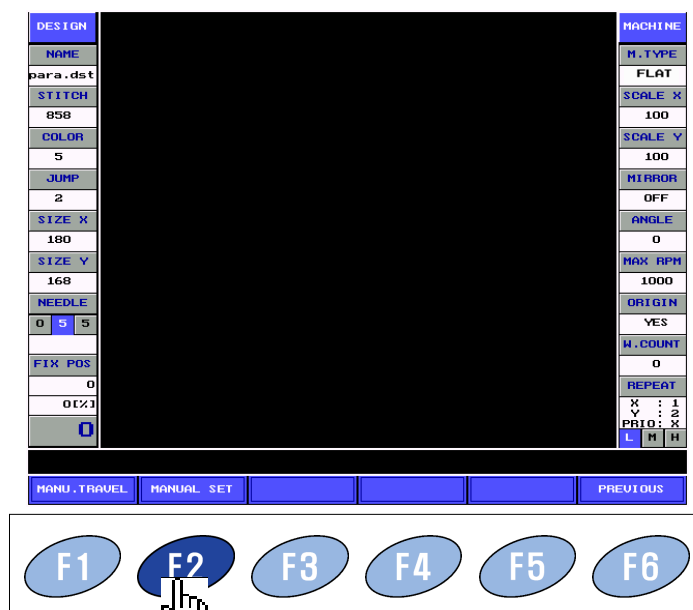 DESIGN
NAME
para.dst
STITCH
858
COLOR
5
JUMP
2
SIZE X
180
SIZE Y
168
NEEDLE
0 5 5
FIX POS
0
0[%]
0
MACHINE
M.TYPE
FLAT
SCALE X
100
SCALE Y
100
MIRROR
OFF
ANGLE
0
MAX RPM
1000
ORIGIN
YES
W.COUNT
0
REPEAT
X : 1
Y : 2
PRIO: X
L M H
MANU.TRAVEL MANUAL SET PREVIOUS
F1 F2 F3 F4 F5 F6